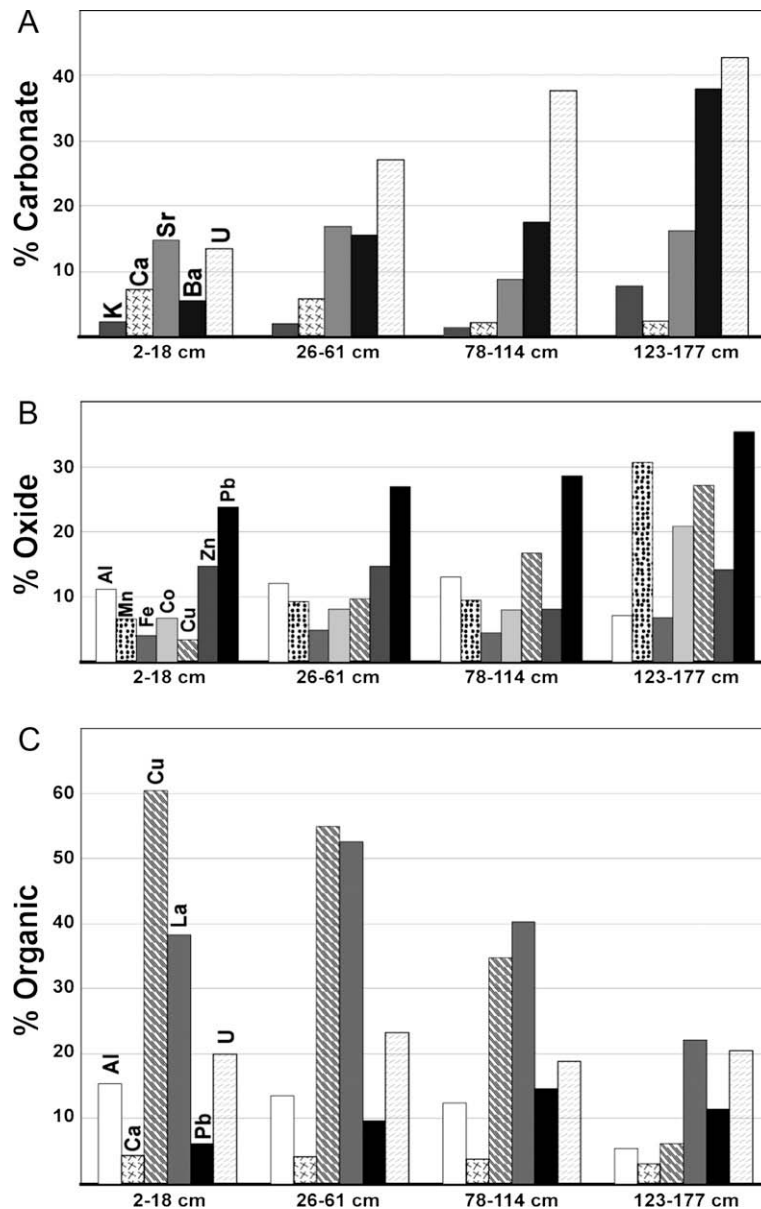 A
% Carbonate
40
30
20
10
K
Ca
Sr
Ba
U
2-18 cm
26-61 cm
78-114 cm
123-177 cm
B
% Oxide
30
20
10
Al
Mn
Fe
Co
Cu
Zn
Pb
2-18 cm
26-61 cm
78-114 cm
123-177 cm
C
% Organic
60
50
40
30
20
10
Al
Ca
Cu
La
Pb
U
2-18 cm
26-61 cm
78-114 cm
123-177 cm